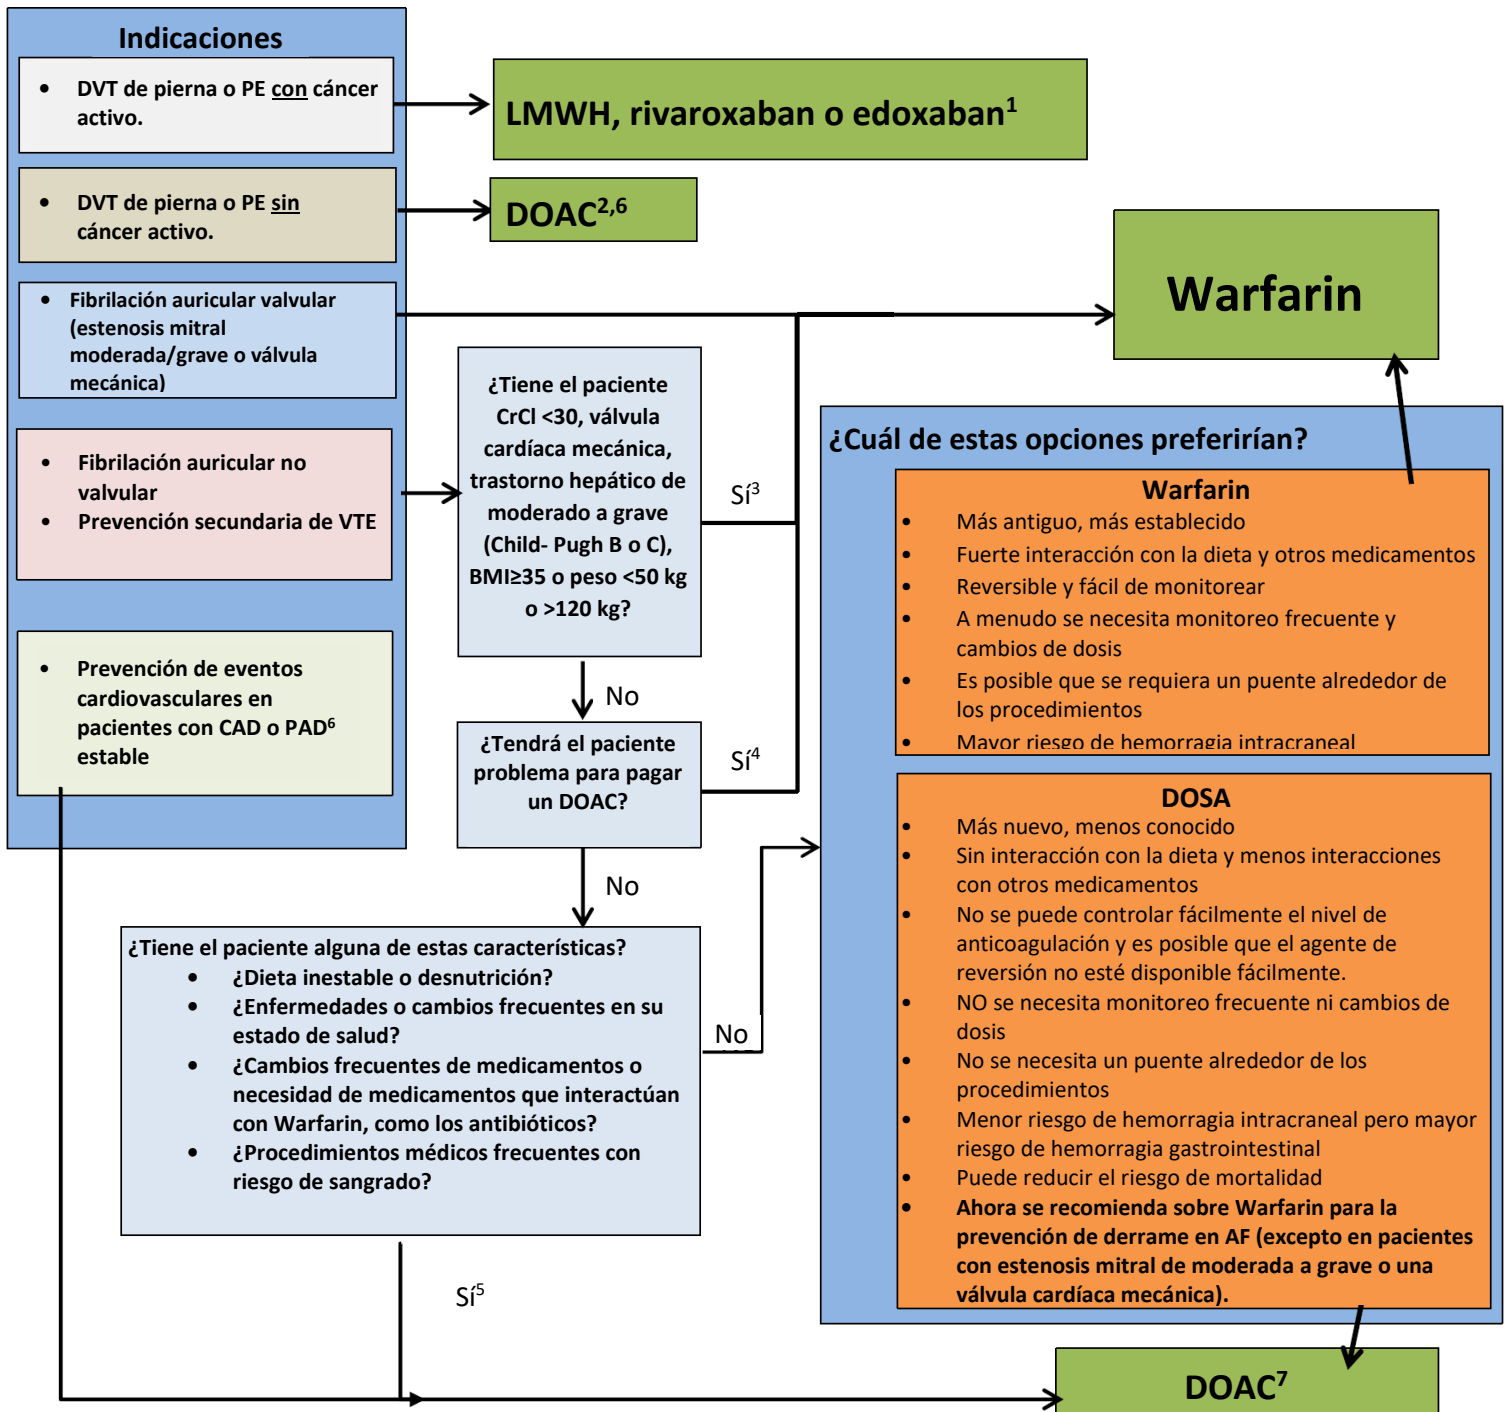 Indicaciones
• DVT de pierna o PE con cáncer
activo.
• DVT de pierna o PE sin
cáncer activo.
• Fibrilación auricular valvular
(estenosis mitral
moderada/grave o válvula
mecánica)
• Fibrilación auricular no
valvular
• Prevención secundaria de VTE
• Prevención de eventos
cardiovasculares en
pacientes con CAD o PAD⁶
estable
LMWH, rivaroxaban o edoxaban¹
DOAC²,⁶
Warfarin
¿Tiene el paciente
CrCl <30, válvula
cardíaca mecánica,
trastorno hepático de
moderado a grave
(Child- Pugh B o C),
BMI≥35 o peso <50 kg
o >120 kg?
Sí³
No
¿Tendrá el paciente
problema para pagar
un DOAC?
Sí⁴
No
¿Tiene el paciente alguna de estas características?
• ¿Dieta inestable o desnutrición?
• ¿Enfermedades o cambios frecuentes en su
estado de salud?
• ¿Cambios frecuentes de medicamentos o
necesidad de medicamentos que interactúan
con Warfarin, como los antibióticos?
• ¿Procedimientos médicos frecuentes con
riesgo de sangrado?
No
Sí⁵
¿Cuál de estas opciones preferirían?
Warfarin
• Más antiguo, más establecido
• Fuerte interacción con la dieta y otros medicamentos
• Reversible y fácil de monitorear
• A menudo se necesita monitoreo frecuente y
cambios de dosis
• Es posible que se requiera un puente alrededor de
los procedimientos
• Mayor riesgo de hemorragia intracraneal
DOSA
• Más nuevo, menos conocido
• Sin interacción con la dieta y menos interacciones
con otros medicamentos
• No se puede controlar fácilmente el nivel de
anticoagulación y es posible que el agente de
reversión no esté disponible fácilmente.
• NO se necesita monitoreo frecuente ni cambios de
dosis
• No se necesita un puente alrededor de los
procedimientos
• Menor riesgo de hemorragia intracraneal pero mayor
riesgo de hemorragia gastrointestinal
• Puede reducir el riesgo de mortalidad
• Ahora se recomienda sobre Warfarin para la
prevención de derrame en AF (excepto en pacientes
con estenosis mitral de moderada a grave o una
válvula cardíaca mecánica).
DOAC⁷